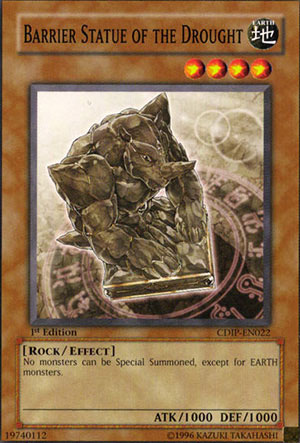 BARRIER STATUE OF THE DROUGHT
EARTH
地
1st Edition
CDIP-EN022
[ROCK/EFFECT]
No monsters can be Special Summoned, except for EARTH
monsters.
ATK/1000 DEF/1000
19740112
©1996 KAZUKI TAKAHASHI